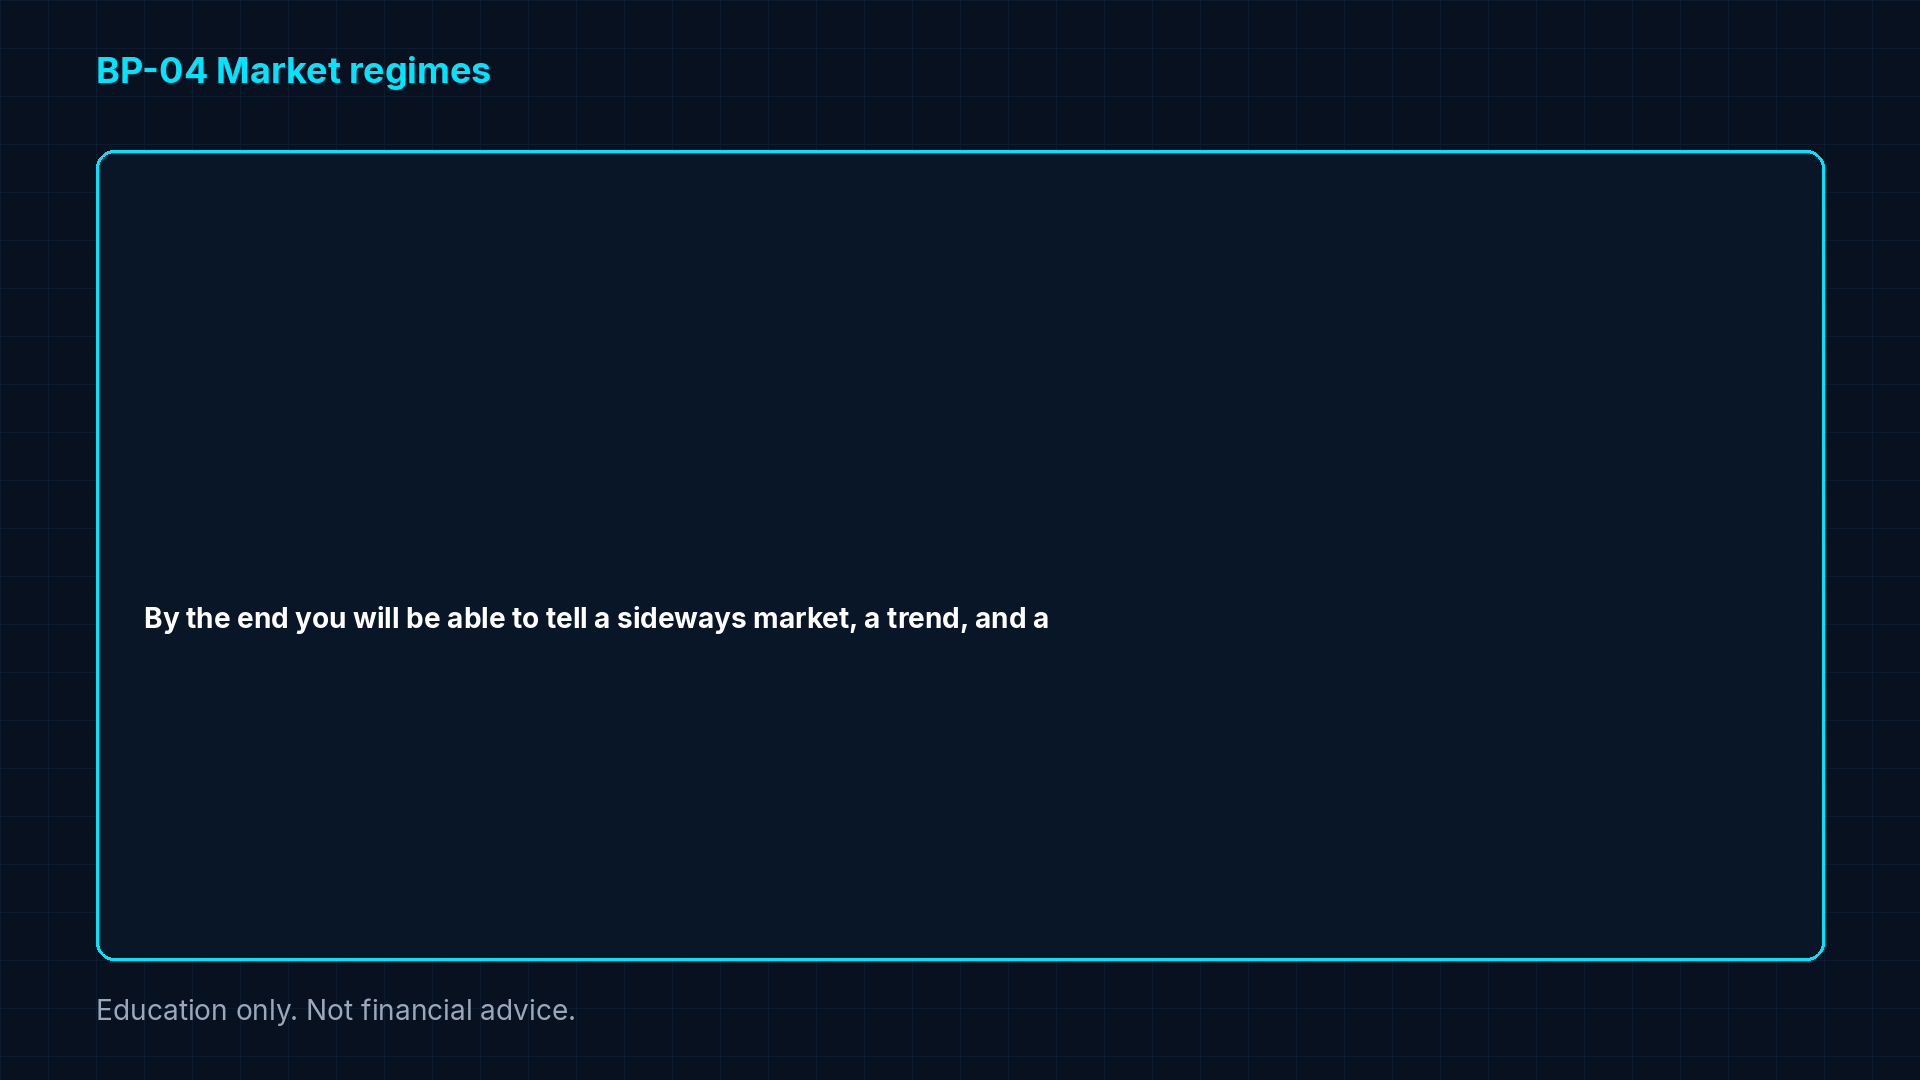 BP-04 Market regimes
By the end you will be able to tell a sideways market, a trend, and a
Education only. Not financial advice.